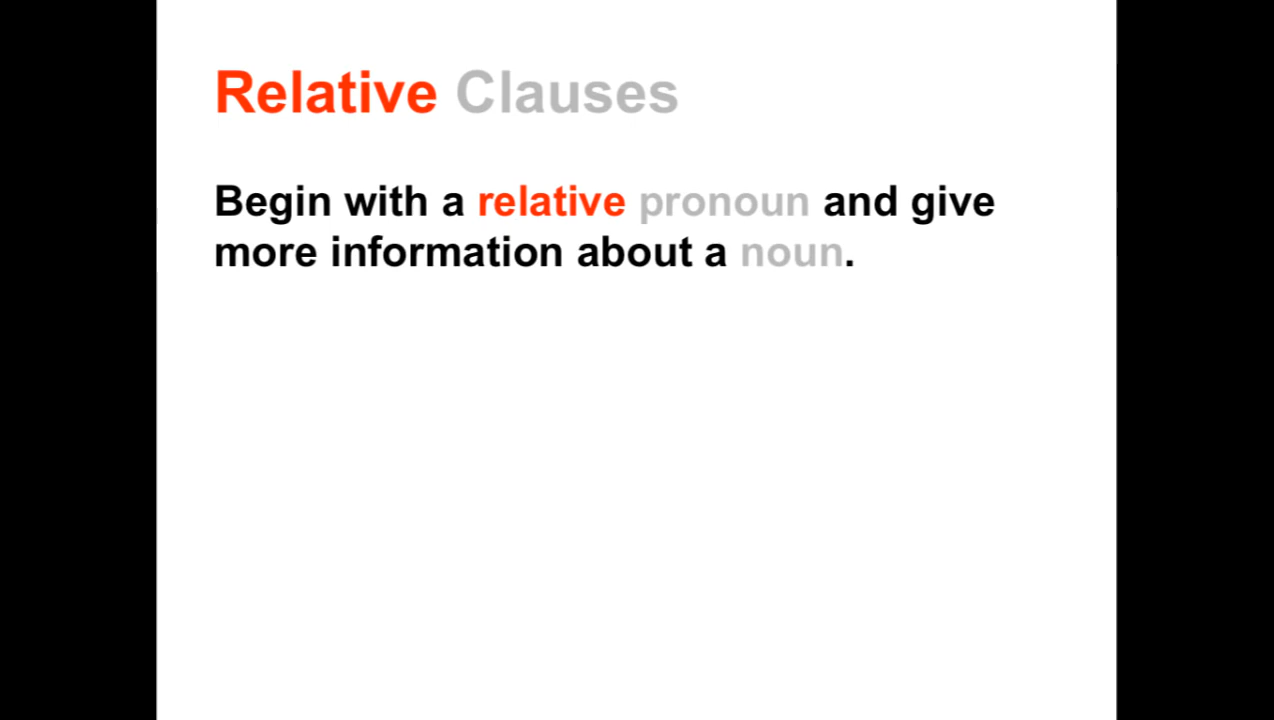 Relative Clauses
Begin with a relative pronoun and give
more information about a noun.